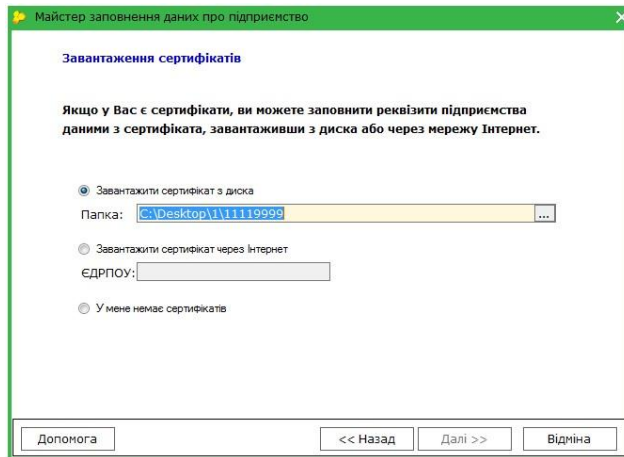 Майстер заповнення даних про підприємство
Завантаження сертифікатів
Якщо у Вас є сертифікати, ви можете заповнити реквізити підприємства
даними з сертифіката, завантаживши з диска або через мережу Інтернет.
Завантажити сертифікат з диска
Папка: C:\Desktop\1\11119999 ...
Завантажити сертифікат через Інтернет
ЄДРПОУ:
У мене немає сертифікатів
Допомога << Назад Далі >> Відміна